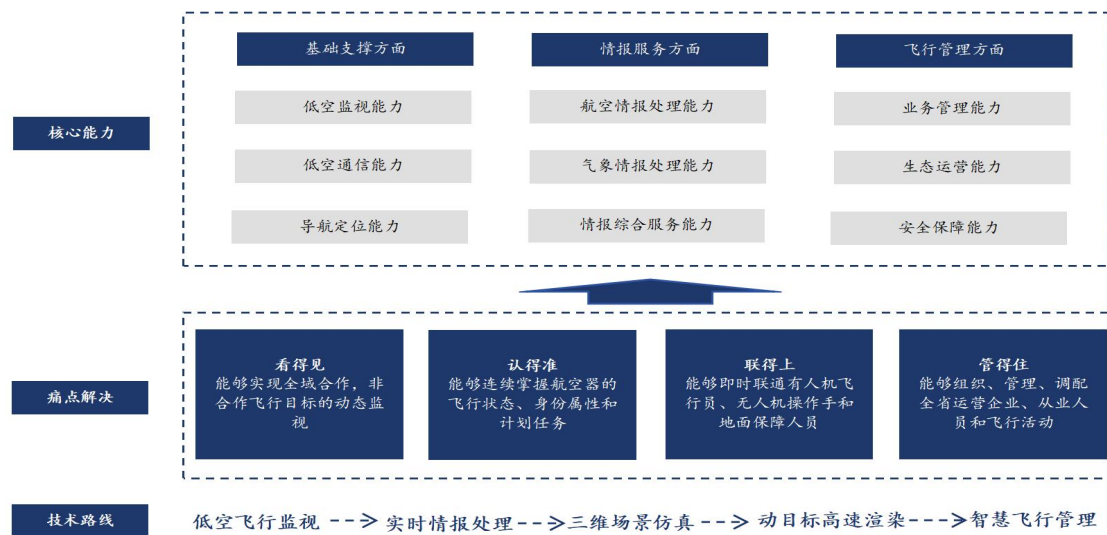 基础支撑方面
情报服务方面
飞行管理方面
低空监视能力
航空情报处理能力
业务管理能力
核心能力
低空通信能力
气象情报处理能力
生态运营能力
导航定位能力
情报综合服务能力
安全保障能力
痛点解决
看得见
能够实现全域合作，非
合作飞行目标的动态监
视
认得准
能够连续掌握航空器的
飞行状态、身份属性和
计划任务
联得上
能够即时联通有人机飞
行员、无人机操作手和
地面保障人员
管得住
能够组织、管理、调配
全省运营企业、从业人
员和飞行活动
技术路线
低空飞行监视
实时情报处理
三维场景仿真
动目标高速渲染
智慧飞行管理